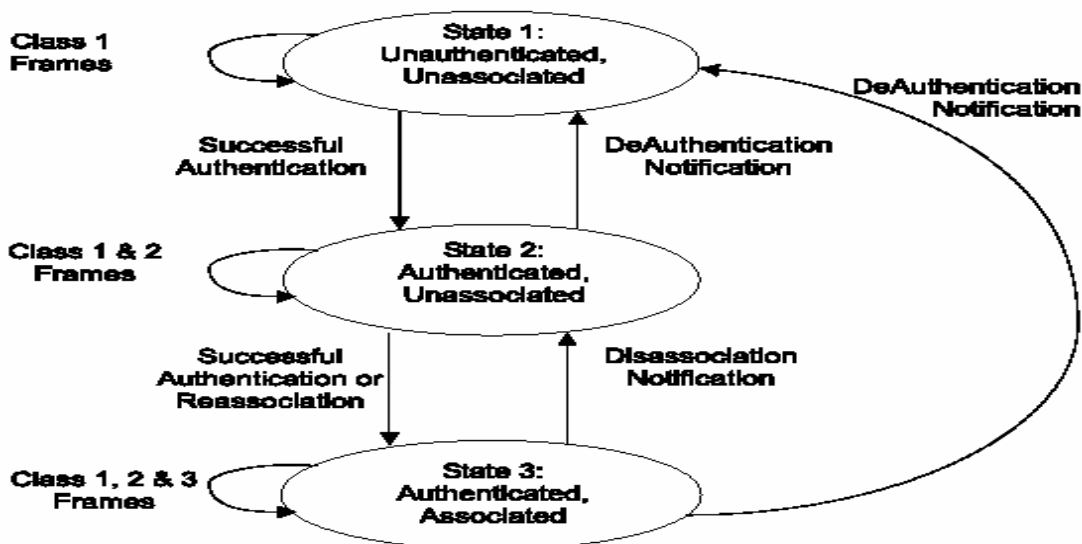 Class 1
Frames
State 1:
Unauthenticated,
Unassociated
DeAuthentication
Notification
Successful
Authentication
DeAuthentication
Notification
Class 1 & 2
Frames
State 2:
Authenticated,
Unassociated
Successful
Authentication or
Reassociation
Disassociation
Notification
Class 1, 2 & 3
Frames
State 3:
Authenticated,
Associated